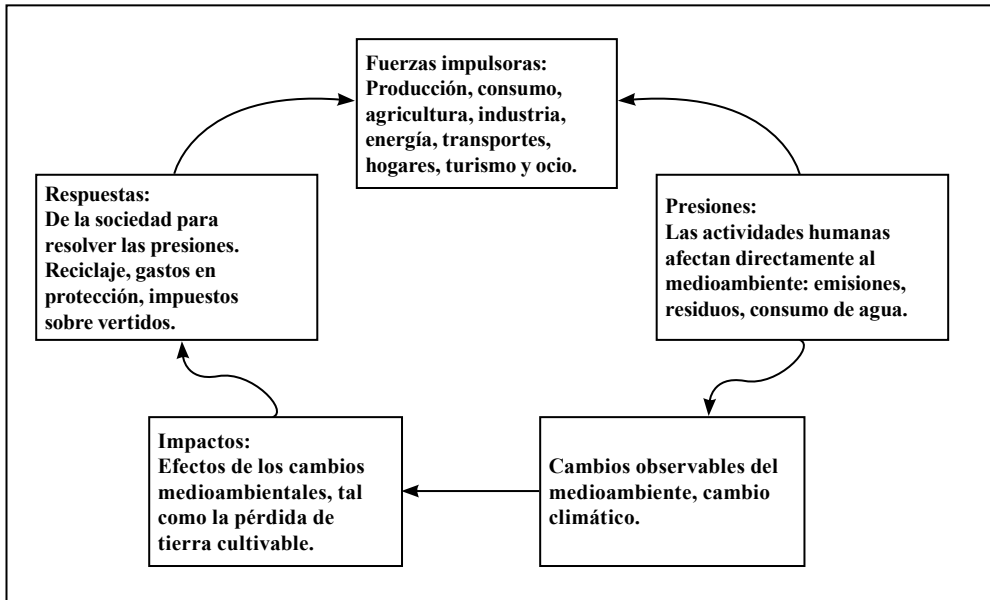 Fuerzas impulsoras:
Producción, consumo,
agricultura, industria,
energía, transportes,
hogares, turismo y ocio.
Respuestas:
De la sociedad para
resolver las presiones.
Reciclaje, gastos en
protección, impuestos
sobre vertidos.
Presiones:
Las actividades humanas
afectan directamente al
medioambiente: emisiones,
residuos, consumo de agua.
Impactos:
Efectos de los cambios
medioambientales, tal
como la pérdida de
tierra cultivable.
Cambios observables del
medioambiente, cambio
climático.